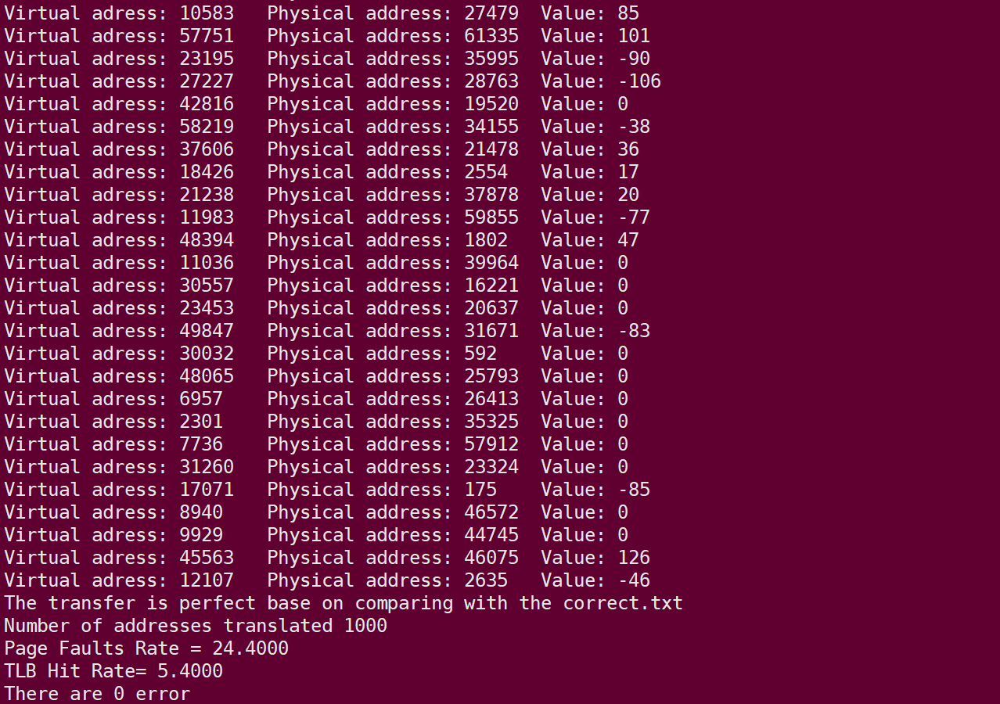 Virtual adress: 10583   Physical address: 27479  Value: 85
Virtual adress: 57751   Physical address: 61335  Value: 101
Virtual adress: 23195   Physical address: 35995  Value: -90
Virtual adress: 27227   Physical address: 28763  Value: -106
Virtual adress: 42816   Physical address: 19520  Value: 0
Virtual adress: 58219   Physical address: 34155  Value: -38
Virtual adress: 37606   Physical address: 21478  Value: 36
Virtual adress: 18426   Physical address: 2554   Value: 17
Virtual adress: 21238   Physical address: 37878  Value: 20
Virtual adress: 11983   Physical address: 59855  Value: -77
Virtual adress: 48394   Physical address: 1802   Value: 47
Virtual adress: 11036   Physical address: 39964  Value: 0
Virtual adress: 30557   Physical address: 16221  Value: 0
Virtual adress: 23453   Physical address: 20637  Value: 0
Virtual adress: 49847   Physical address: 31671  Value: -83
Virtual adress: 30032   Physical address: 592    Value: 0
Virtual adress: 48065   Physical address: 25793  Value: 0
Virtual adress: 6957    Physical address: 26413  Value: 0
Virtual adress: 2301    Physical address: 35325  Value: 0
Virtual adress: 7736    Physical address: 57912  Value: 0
Virtual adress: 31260   Physical address: 23324  Value: 0
Virtual adress: 17071   Physical address: 175    Value: -85
Virtual adress: 8940    Physical address: 46572  Value: 0
Virtual adress: 9929    Physical address: 44745  Value: 0
Virtual adress: 45563   Physical address: 46075  Value: 126
Virtual adress: 12107   Physical address: 2635   Value: -46
The transfer is perfect base on comparing with the correct.txt
Number of addresses translated 1000
Page Faults Rate = 24.4000
TLB Hit Rate= 5.4000
There are 0 error